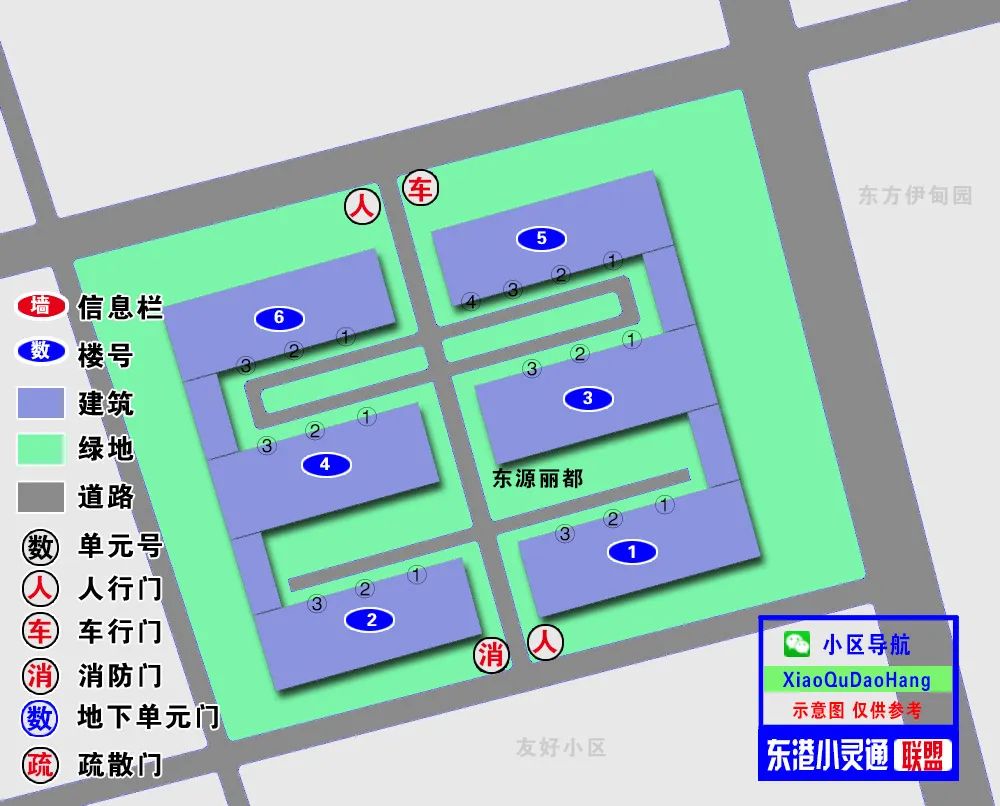 人
车
东方伊甸园
5
1
2
3
4
6
1
2
3
墙 信息栏
数 楼号
建筑
绿地
道路
数 单元号
人 人行门
车 车行门
消 消防门
数 地下单元门
疏 疏散门
1
2
3
3
1
2
3
4
东源丽都
1
2
3
1
1
2
3
2
消
人
友好小区
小区导航
XiaoQuDaoHang
示意图 仅供参考
东港小灵通 联盟